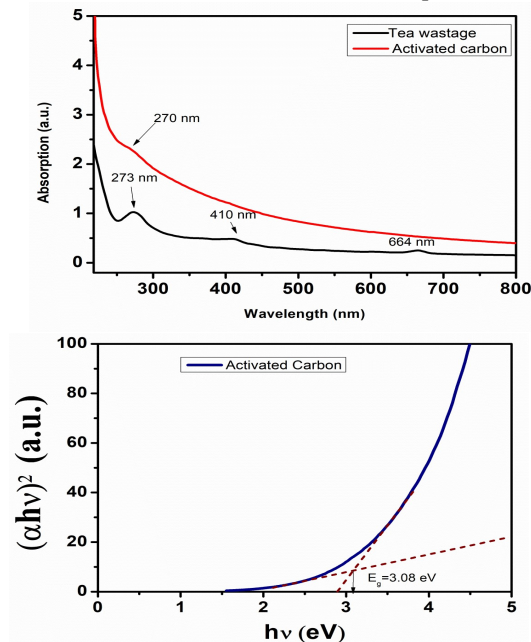 Tea wastage
Activated carbon
270 nm
273 nm
410 nm
664 nm
Absorption (a.u.)
5
4
3
2
1
0
300
400
500
600
700
800
Wavelength (nm)
Activated Carbon
(αhν)² (a.u.)
100
80
60
40
20
0
E_g=3.08 eV
0
1
2
3
4
5
hν (eV)